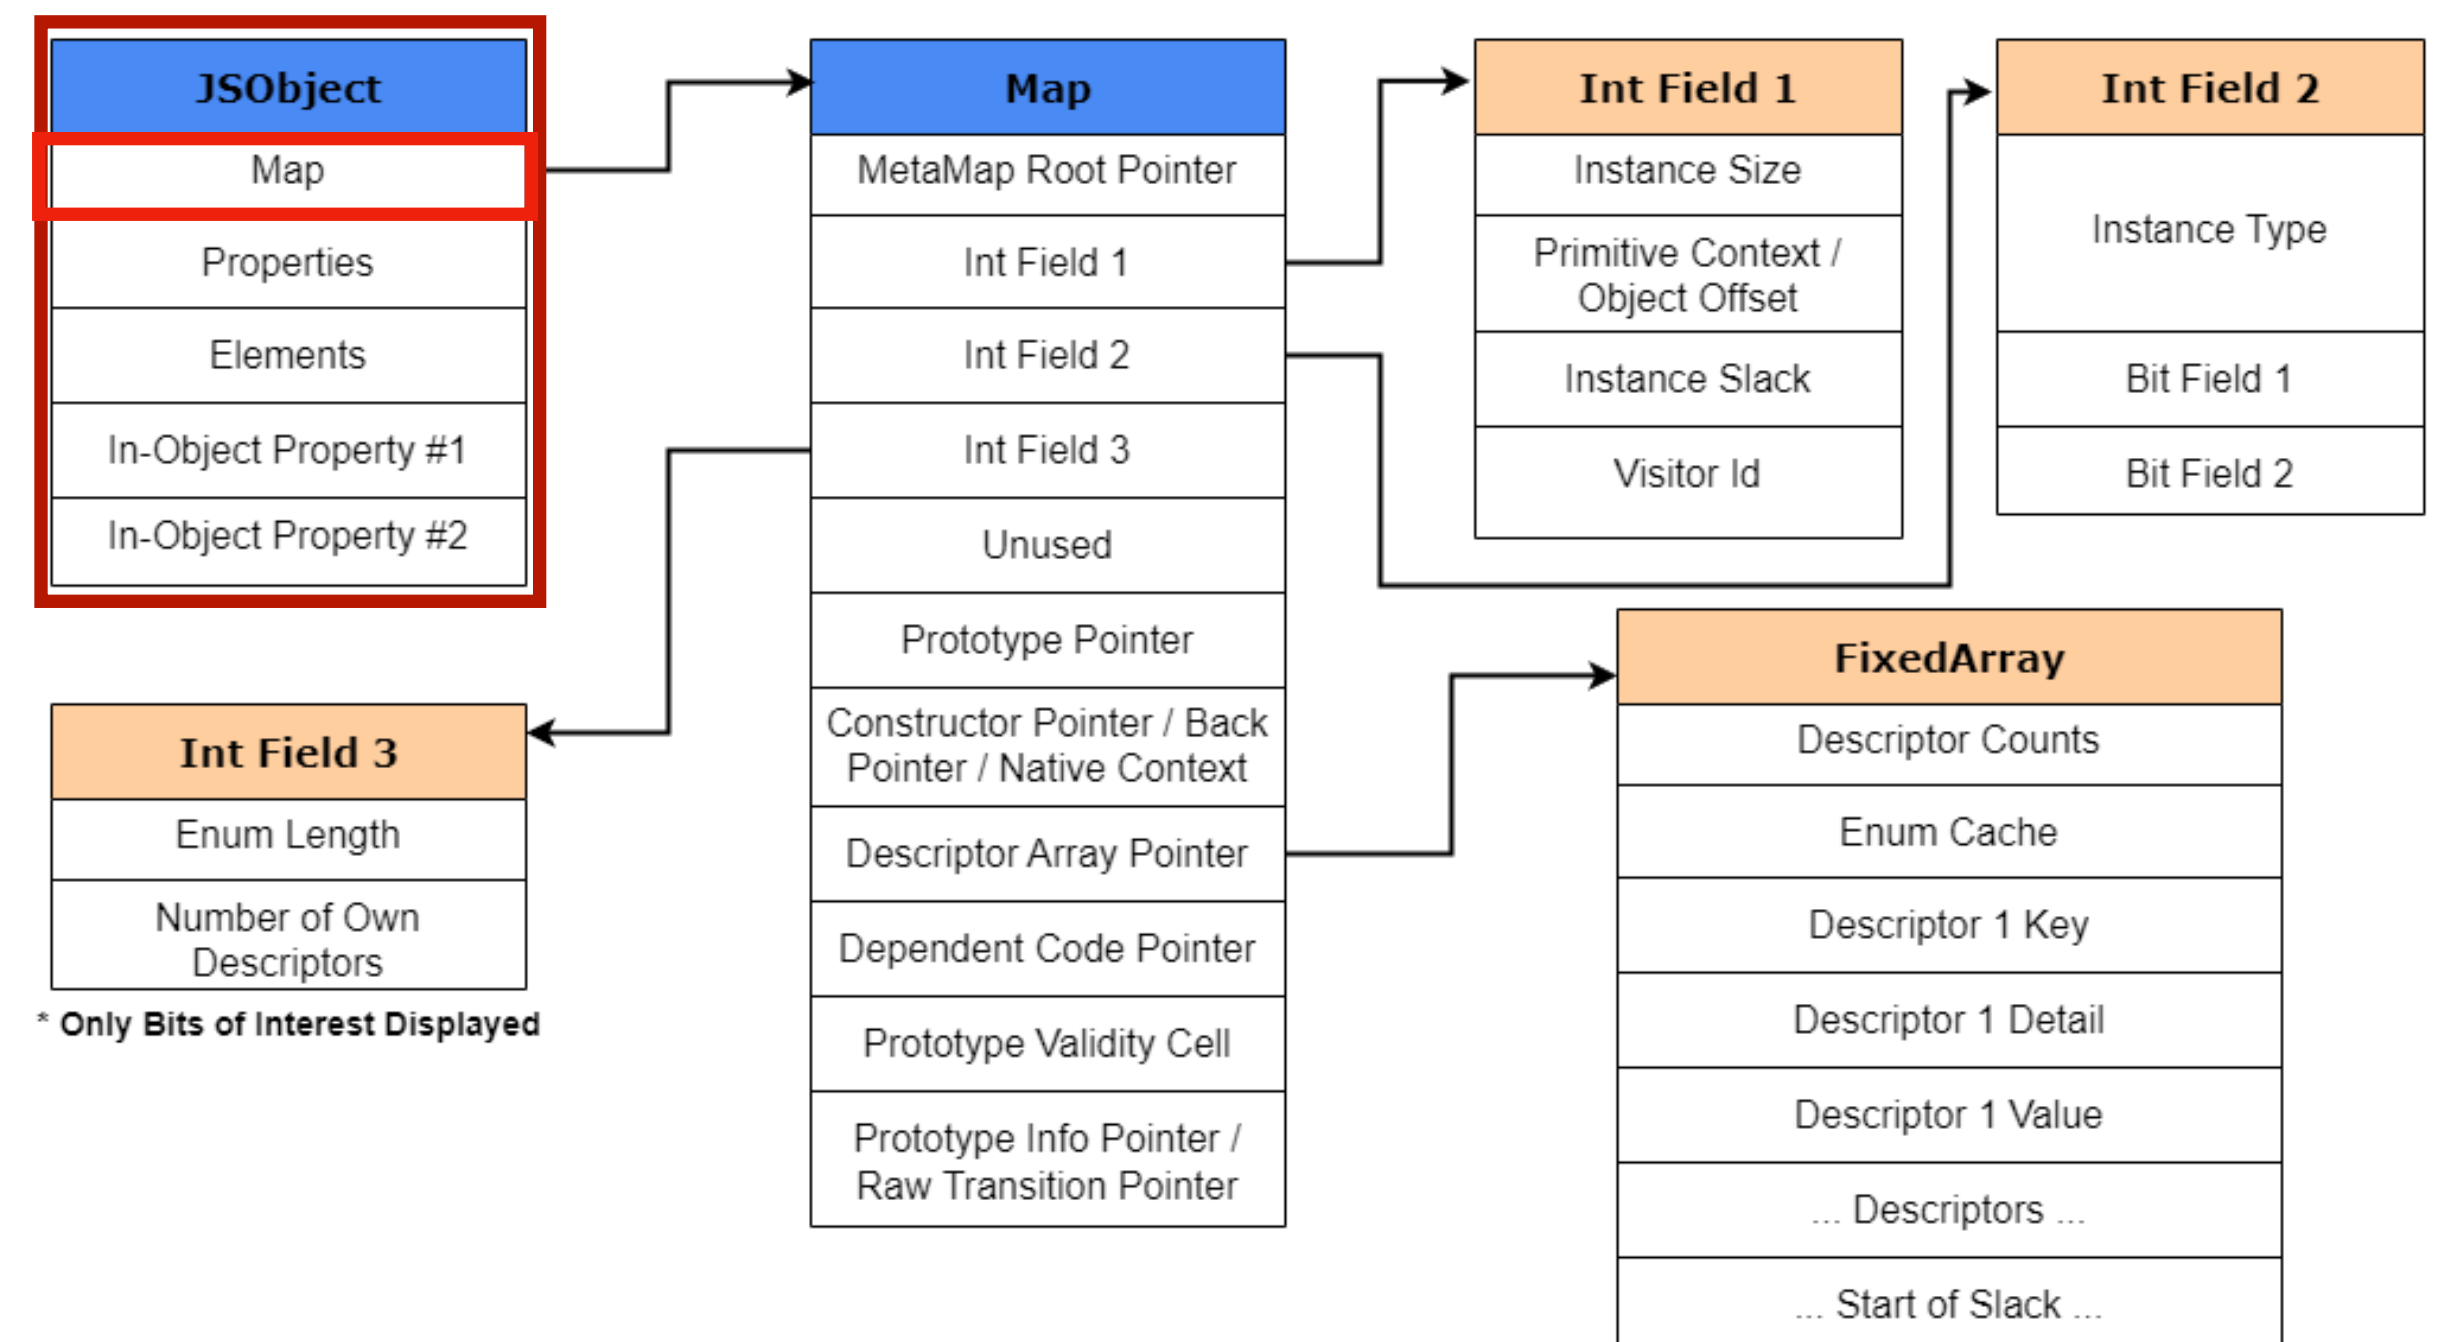 JSObject
Map
Properties
Elements
In-Object Property #1
In-Object Property #2
Map
MetaMap Root Pointer
Int Field 1
Int Field 2
Int Field 3
Unused
Prototype Pointer
Constructor Pointer / Back
Pointer / Native Context
Descriptor Array Pointer
Dependent Code Pointer
Prototype Validity Cell
Prototype Info Pointer /
Raw Transition Pointer
Int Field 1
Instance Size
Primitive Context /
Object Offset
Instance Slack
Visitor Id
Int Field 2
Instance Type
Bit Field 1
Bit Field 2
Int Field 3
Enum Length
Number of Own
Descriptors
* Only Bits of Interest Displayed
FixedArray
Descriptor Counts
Enum Cache
Descriptor 1 Key
Descriptor 1 Detail
Descriptor 1 Value
... Descriptors ...
... Start of Slack ...